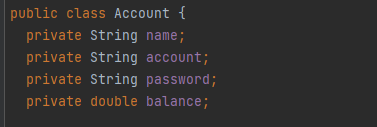 public class Account {
private String name;
private String account;
private String password;
private double balance;